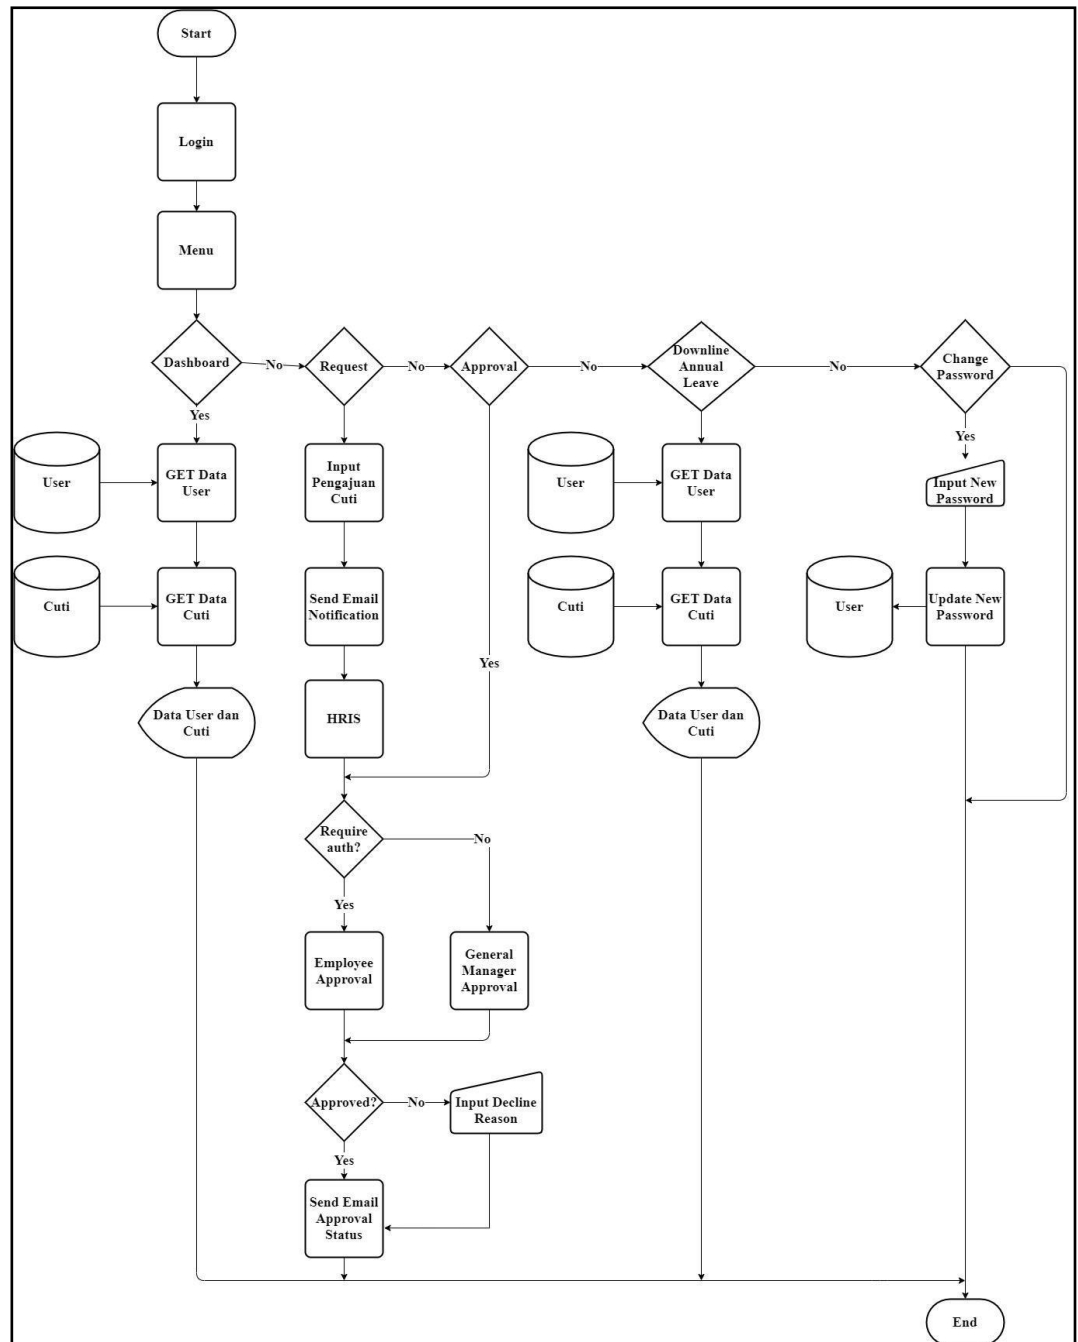 Start
Login
Menu
Dashboard
No
Request
No
Approval
No
Downline
Annual
Leave
No
Change
Password
Yes
Yes
User
GET Data
User
Input
Pengajuan
Cuti
User
GET Data
User
Input New
Password
Cuti
GET Data
Cuti
Send Email
Notification
Cuti
GET Data
Cuti
User
Update New
Password
Yes
Data User dan
Cuti
HRIS
Data User dan
Cuti
Require
auth?
No
Yes
Employee
Approval
General
Manager
Approval
Approved?
No
Input Decline
Reason
Yes
Send Email
Approval
Status
End